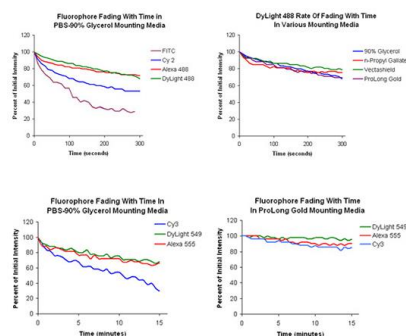 Fluorophore Fading With Time in
PBS-90% Glycerol Mounting Media
Percent of Initial Intensity
120
100
80
60
40
20
0
0
100
200
300
Time (seconds)
FITC
Cy 2
Alexa 488
DyLight 488
DyLight 488 Rate Of Fading With Time
In Various Mounting Media
Percent of Initial Intensity
120
100
80
60
40
20
0
0
100
200
300
Time (seconds)
90% Glycerol
n-Propyl Gallate
Vectashield
ProLong Gold
Fluorophore Fading With Time In
PBS-90% Glycerol Mounting Media
Percent of Initial Intensity
120
100
80
60
40
20
0
0
5
10
15
Time (minutes)
Cy3
DyLight 549
Alexa 555
Fluorophore Fading With Time
In ProLong Gold Mounting Media
Percent of Initial Intensity
120
100
80
60
40
20
0
0
5
10
15
Time (minutes)
DyLight 549
Alexa 555
Cy3